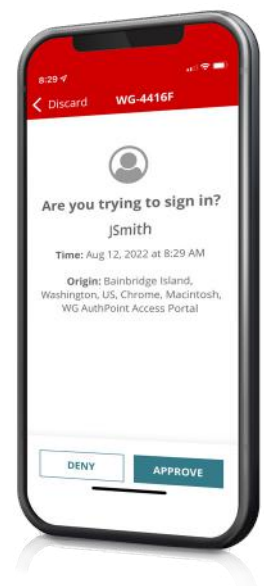 8:29
Discard WG-4416F
Are you trying to sign in?
JSmith
Time: Aug 12, 2022 at 8:29 AM
Origin: Bainbridge Island,
Washington, US, Chrome, Macintosh,
WG AuthPoint Access Portal
DENY APPROVE